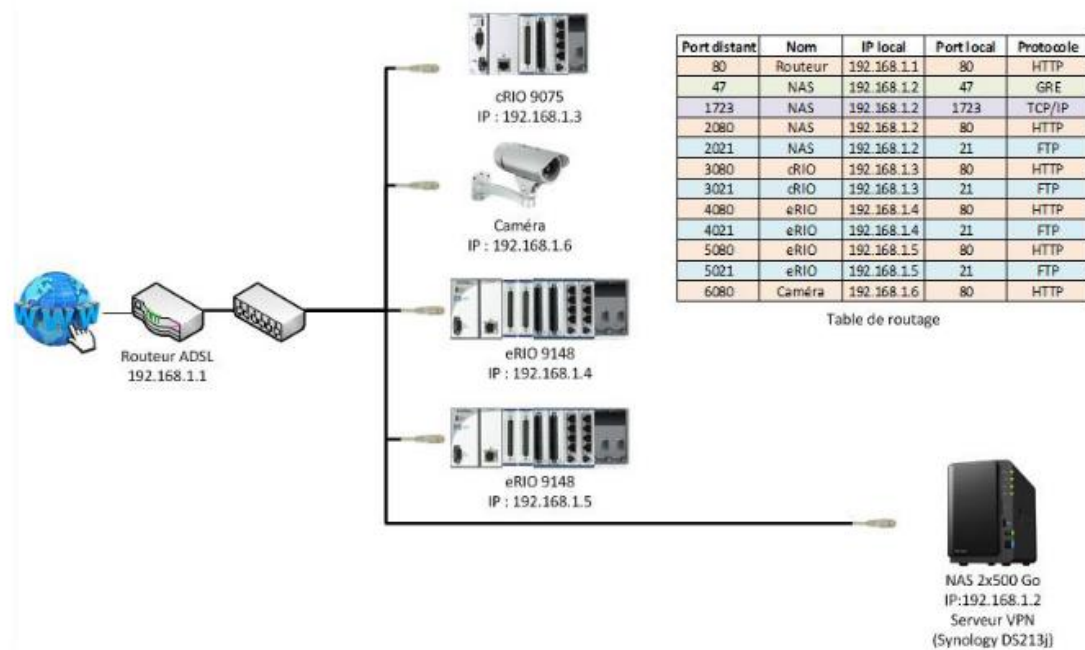 cRIO 9075
IP : 192.168.1.3
Caméra
IP : 192.168.1.6
WWW
Routeur ADSL
192.168.1.1
eRIO 9148
IP : 192.168.1.4
eRIO 9148
IP : 192.168.1.5
Port distant Nom IP local Port local Protocole
80 Routeur 192.168.1.1 80 HTTP
47 NAS 192.168.1.2 47 GRE
1723 NAS 192.168.1.2 1723 TCP/IP
2080 NAS 192.168.1.2 80 HTTP
2021 NAS 192.168.1.2 21 FTP
3080 cRIO 192.168.1.3 80 HTTP
3021 cRIO 192.168.1.3 21 FTP
4080 eRIO 192.168.1.4 80 HTTP
4021 eRIO 192.168.1.4 21 FTP
5080 eRIO 192.168.1.5 80 HTTP
5021 eRIO 192.168.1.5 21 FTP
6080 Caméra 192.168.1.6 80 HTTP
Table de routage
NAS 2x500 Go
IP:192.168.1.2
Serveur VPN
(Synology DS213j)